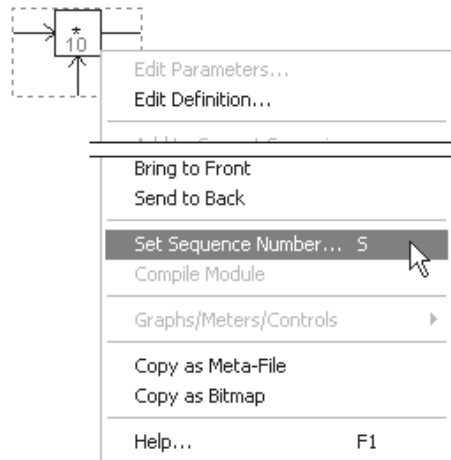 *
10
Edit Parameters...
Edit Definition...
Bring to Front
Send to Back
Set Sequence Number... S
Compile Module
Graphs/Meters/Controls
Copy as Meta-File
Copy as Bitmap
Help... F1